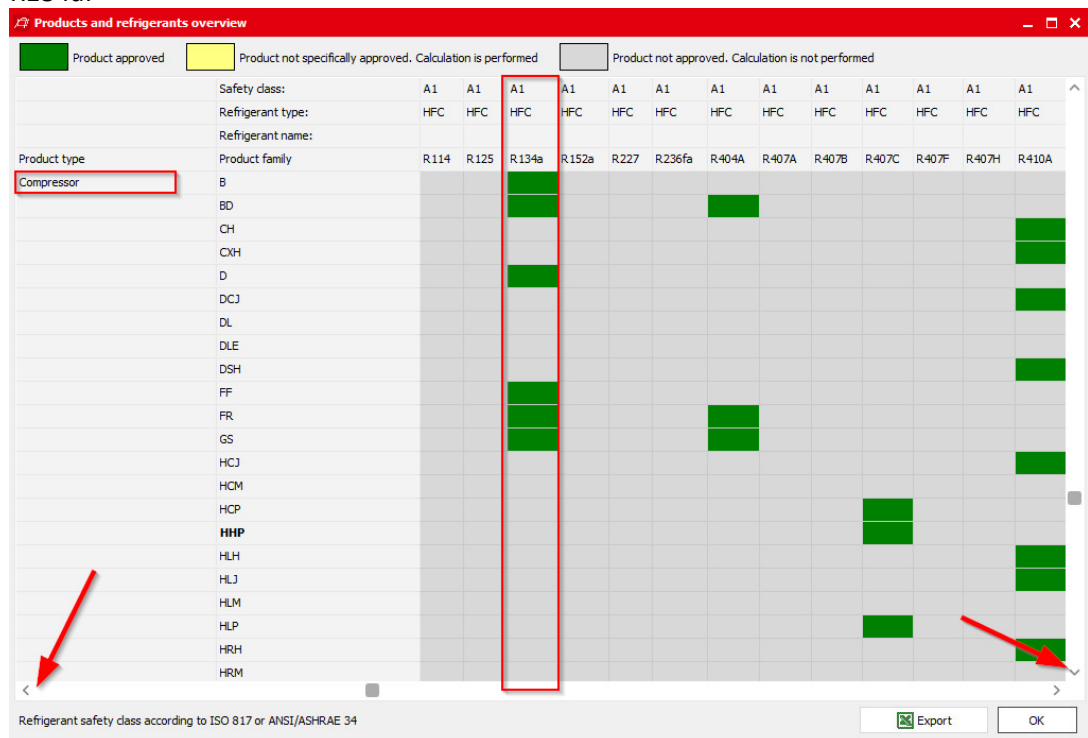 Products and refrigerants overview
Product approved Product not specifically approved. Calculation is performed Product not approved. Calculation is not performed
Safety class: A1 A1 A1 A1 A1 A1 A1 A1 A1 A1 A1 A1 A1
Refrigerant type: HFC HFC HFC HFC HFC HFC HFC HFC HFC HFC HFC HFC HFC
Refrigerant name:
Product type Product family R114 R125 R134a R152a R227 R236fa R404A R407A R407B R407C R407F R407H R410A
Compressor B
BD
CH
CXH
D
DCJ
DL
DLE
DSH
FF
FR
GS
HCJ
HCM
HCP
HHP
HLH
HLJ
HLM
HLP
HRH
HRM
Refrigerant safety class according to ISO 817 or ANSI/ASHRAE 34 Export OK